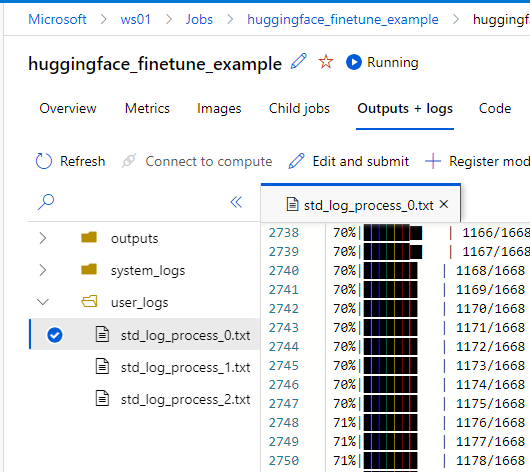 Microsoft > ws01 > Jobs > huggingface_finetune_example > hugging
huggingface_finetune_example Running
Overview Metrics Images Child jobs Outputs + logs Code
Refresh Connect to compute Edit and submit Register mod
std_log_process_0.txt
outputs
system_logs
user_logs
std_log_process_0.txt
std_log_process_1.txt
std_log_process_2.txt
2738 70%| | 1166/1668
2739 70%| | 1167/1668
2740 70%| | 1168/1668
2741 70%| | 1169/1668
2742 70%| | 1170/1668
2743 70%| | 1171/1668
2744 70%| | 1172/1668
2745 70%| | 1173/1668
2746 70%| | 1174/1668
2747 70%| | 1175/1668
2748 71%| | 1176/1668
2749 71%| | 1177/1668
2750 71%| | 1178/1668